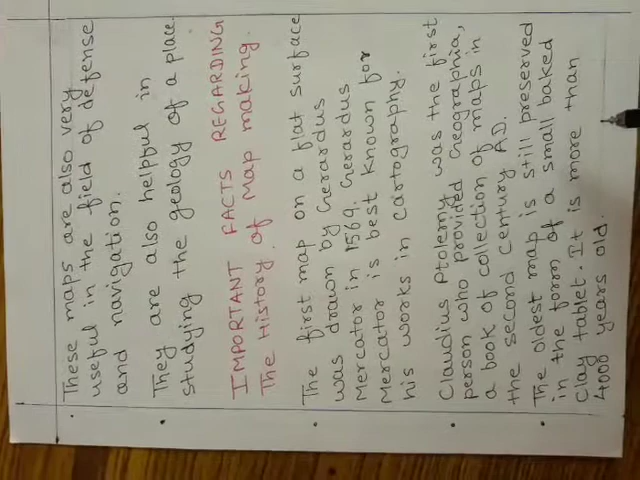 These maps are also very
useful in the field of defense
and navigation.
They are also helpful in
studying the geology of a place.
IMPORTANT FACTS REGARDING
The History of Map making.
The first map on a flat surface
was drawn by Gerardus
Mercator in 1569. Gerardus
Mercator is best known for
his works in cartography.
Claudius Ptolemy was the first
person who provided Geographia,
a book of collection of maps in
the second century AD.
The oldest map is still preserved
in the form of a small baked
clay tablet. It is more than
4000 years old.